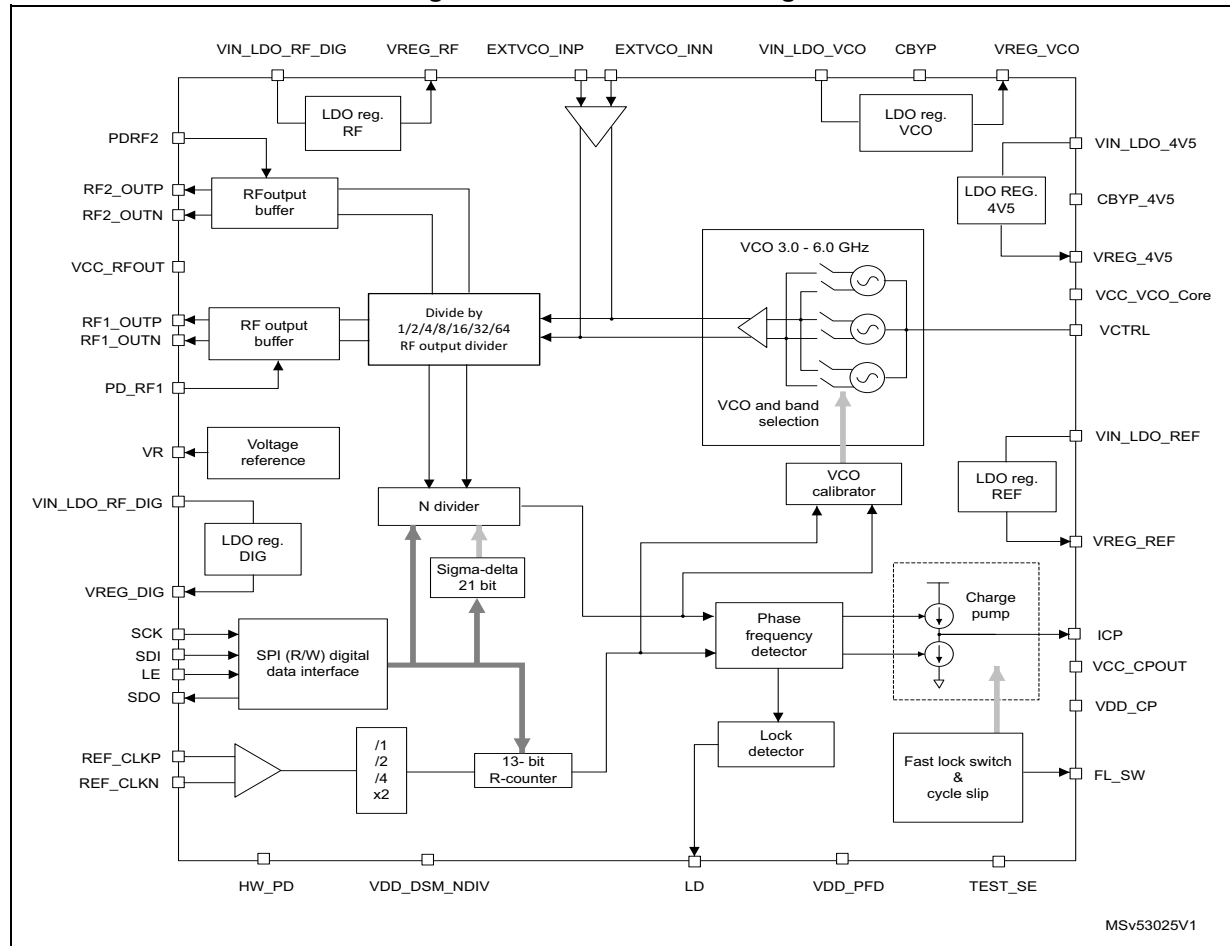 VIN_LDO_RF_DIG
VREG_RF
EXTVCO_INP
EXTVCO_INN
VIN_LDO_VCO
CBYP
VREG_VCO
LDO reg.
RF
LDO reg.
VCO
PDRF2
RF2_OUTP
RF2_OUTN
VCC_RFOUT
RF1_OUTP
RF1_OUTN
PD_RF1
VR
VIN_LDO_RF_DIG
VREG_DIG
SCK
SDI
LE
SDO
REF_CLKP
REF_CLKN
RFoutput
buffer
RF output
buffer
Divide by
1/2/4/8/16/32/64
RF output divider
VCO 3.0 - 6.0 GHz
VCO and band
selection
VIN_LDO_4V5
LDO REG.
4V5
CBYP_4V5
VREG_4V5
VCC_VCO_Core
VCTRL
Voltage
reference
N divider
VCO
calibrator
VIN_LDO_REF
LDO reg.
REF
VREG_REF
LDO reg.
DIG
Sigma-delta
21 bit
SPI (R/W) digital
data interface
Phase
frequency
detector
Charge
pump
ICP
VCC_CPOUT
VDD_CP
/1
/2
/4
x2
13- bit
R-counter
Lock
detector
Fast lock switch
&
cycle slip
FL_SW
HW_PD
VDD_DSM_NDIV
LD
VDD_PFD
TEST_SE
MSv53025V1